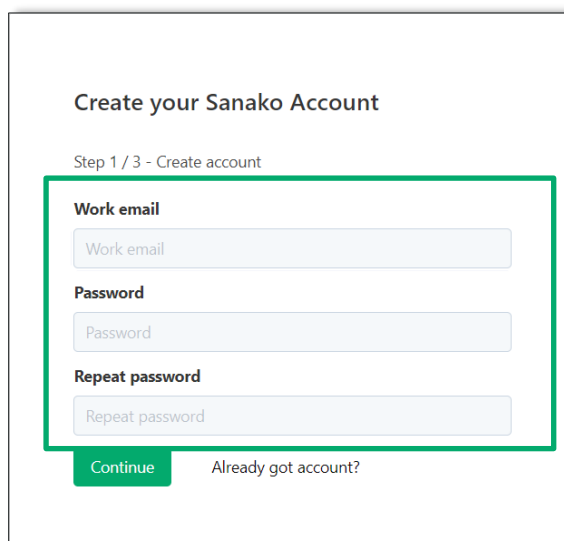 Create your Sanako Account
Step 1 / 3 - Create account
Work email
Work email
Password
Password
Repeat password
Repeat password
Continue Already got account?